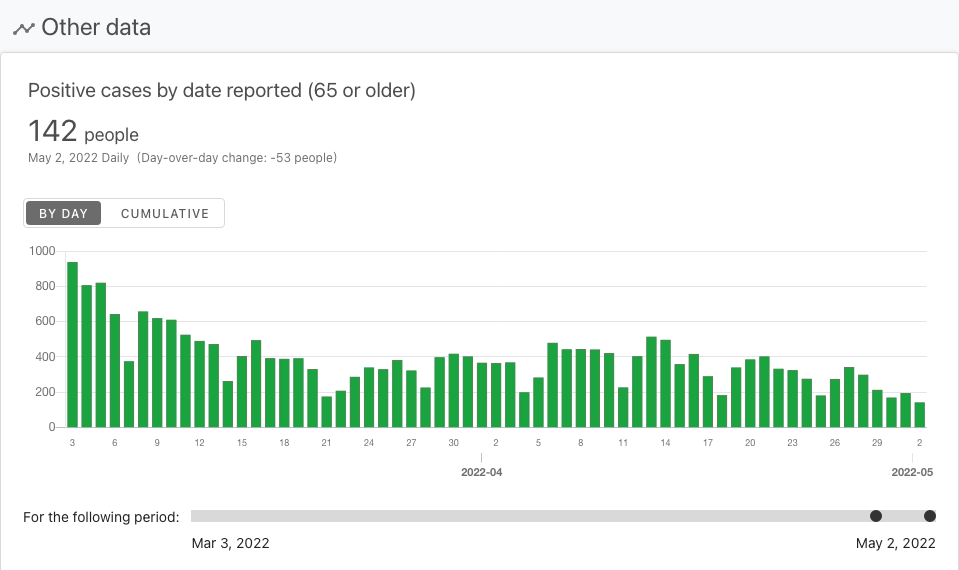 Other data
Positive cases by date reported (65 or older)
142 people
May 2, 2022 Daily (Day-over-day change: -53 people)
BY DAY CUMULATIVE
1000
800
600
400
200
0
3 6 9 12 15 18 21 24 27 30 2 5 8 11 14 17 20 23 26 29 2
2022-04 2022-05
For the following period:
Mar 3, 2022 May 2, 2022